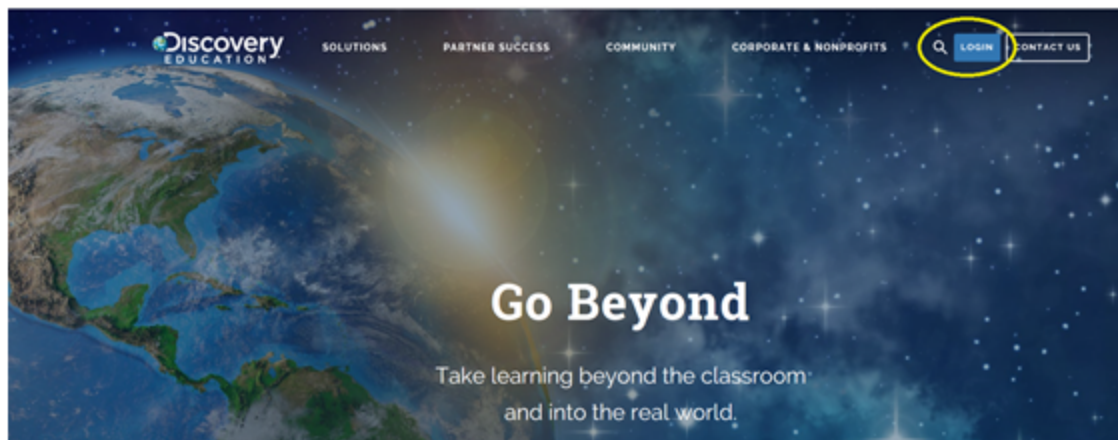 Discovery
EDUCATION
SOLUTIONS
PARTNER SUCCESS
COMMUNITY
CORPORATE & NONPROFITS
LOGIN
CONTACT US
Go Beyond
Take learning beyond the classroom
and into the real world.